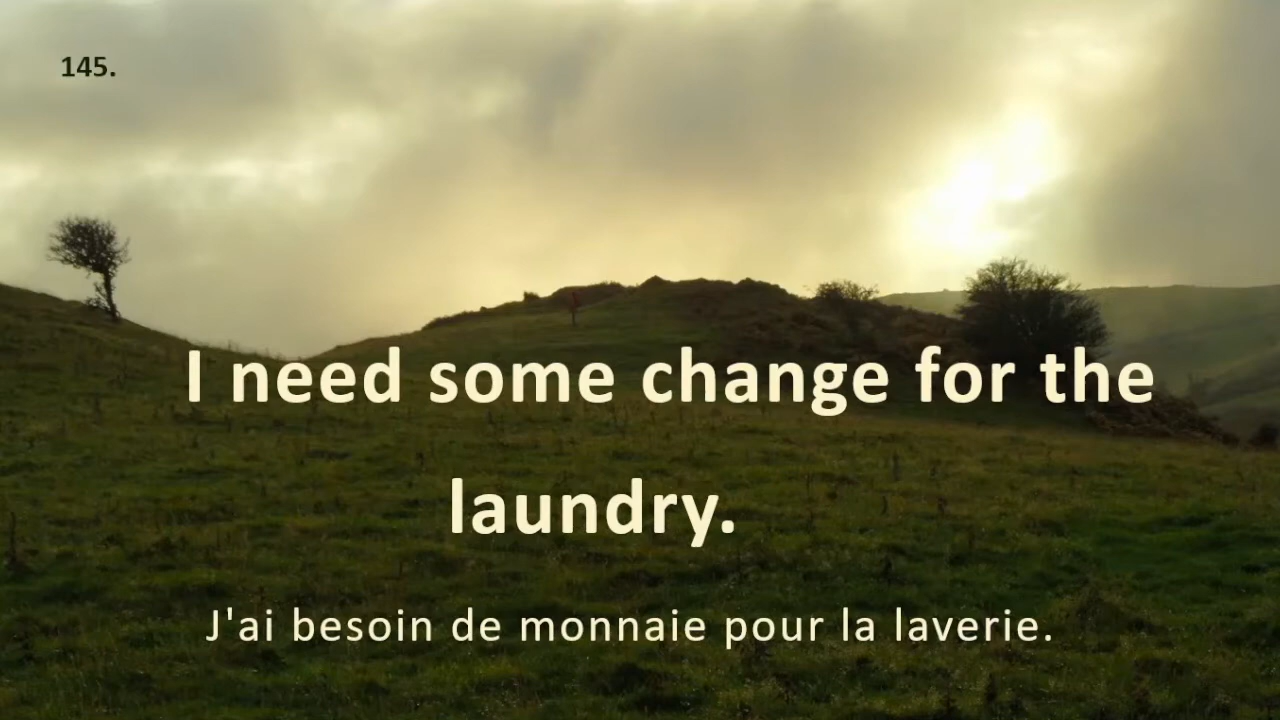 145.
I need some change for the
laundry.
J'ai besoin de monnaie pour la laverie.